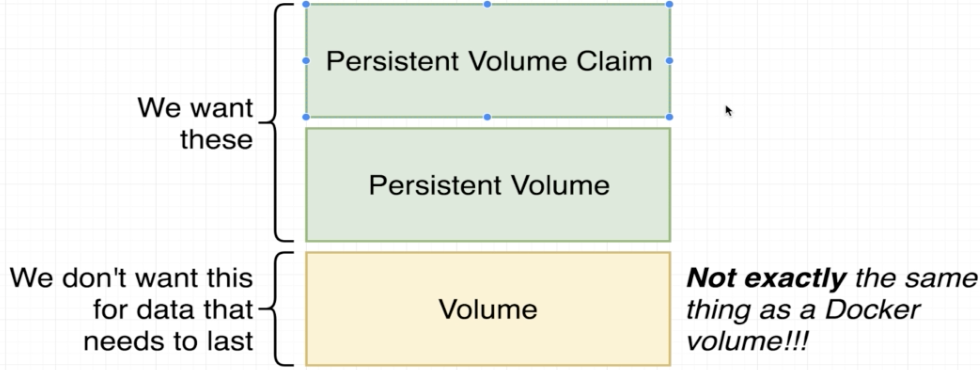 Persistent Volume Claim
We want
these
Persistent Volume
We don't want this
for data that
needs to last
Volume
Not exactly the same
thing as a Docker
volume!!!